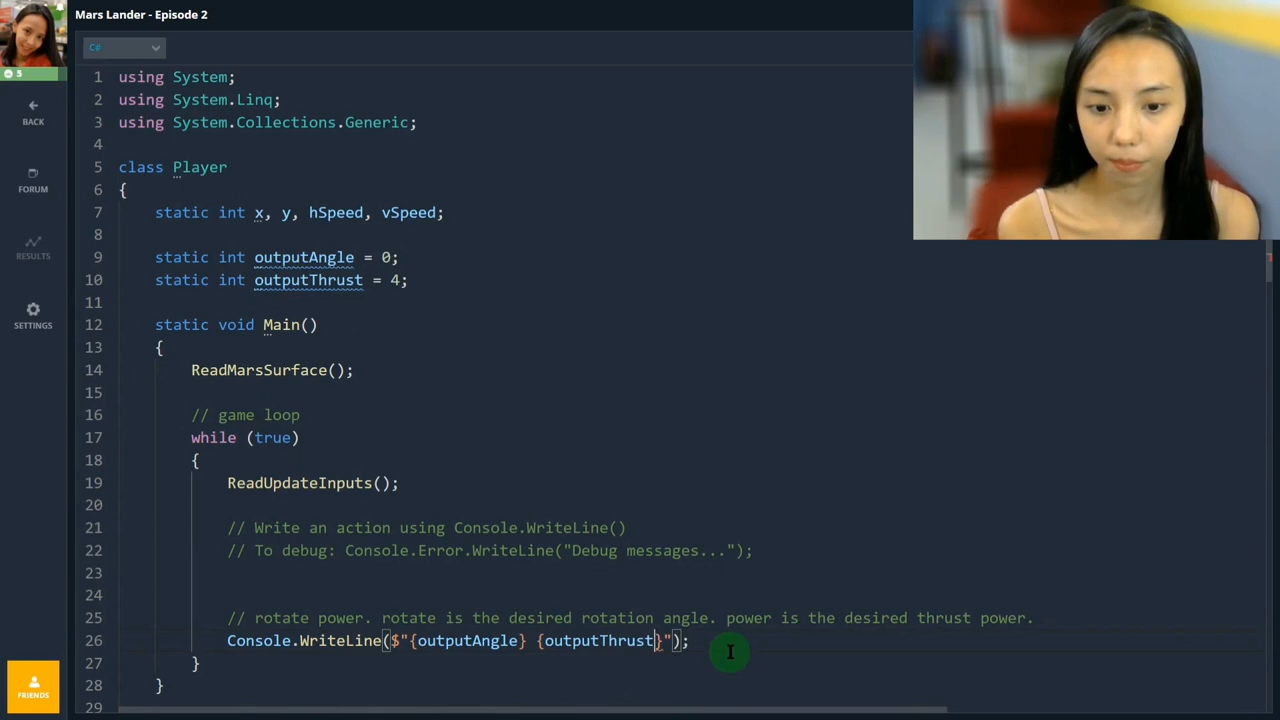 Mars Lander - Episode 2
C#
5
BACK
FORUM
RESULTS
SETTINGS
FRIENDS
1 using System;
2 using System.Linq;
3 using System.Collections.Generic;
4
5 class Player
6 {
7 static int x, y, hSpeed, vSpeed;
8
9 static int outputAngle = 0;
10 static int outputThrust = 4;
11
12 static void Main()
13 {
14 ReadMarsSurface();
15
16 // game loop
17 while (true)
18 {
19 ReadUpdateInputs();
20
21 // Write an action using Console.WriteLine()
22 // To debug: Console.Error.WriteLine("Debug messages...");
23
24
25 // rotate power. rotate is the desired rotation angle. power is the desired thrust power.
26 Console.WriteLine($"{outputAngle} {outputThrust}");
27 }
28 }
29